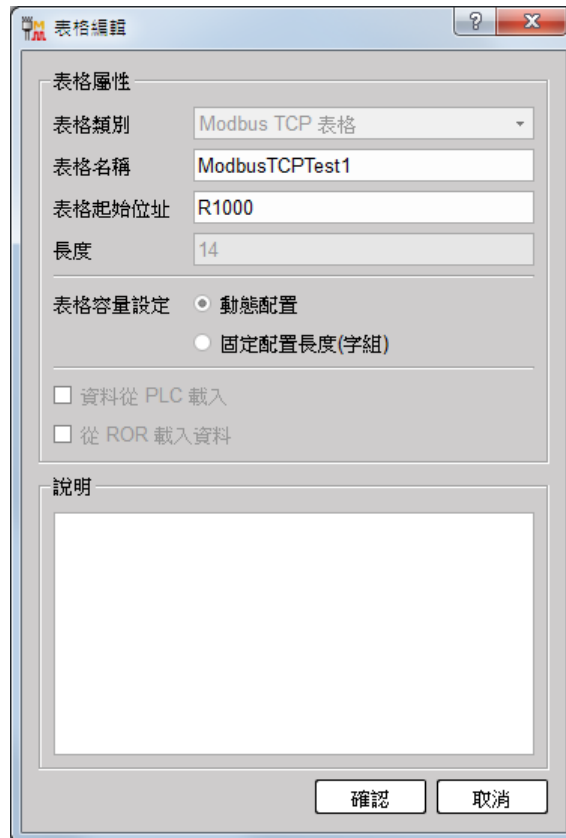 表格編輯
表格屬性
表格類別 Modbus TCP 表格
表格名稱 ModbusTCPTest1
表格起始位址 R1000
長度 14
表格容量設定 動態配置
固定配置長度(字組)
資料從 PLC 載入
從 ROR 載入資料
說明
確認 取消